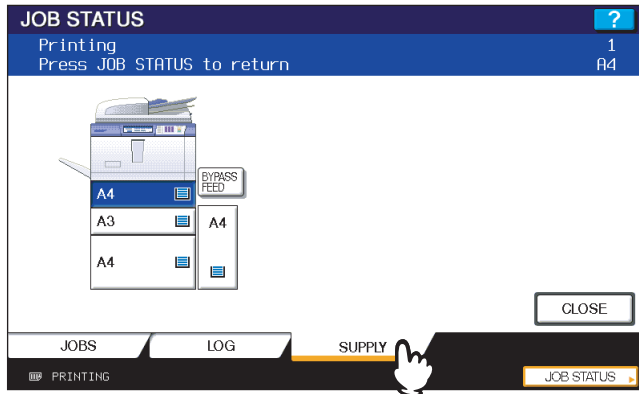 JOB STATUS
?
Printing 1
Press JOB STATUS to return A4
BYPASS
FEED
A4
A3
A4
A4
CLOSE
JOBS
LOG
SUPPLY
PRINTING
JOB STATUS